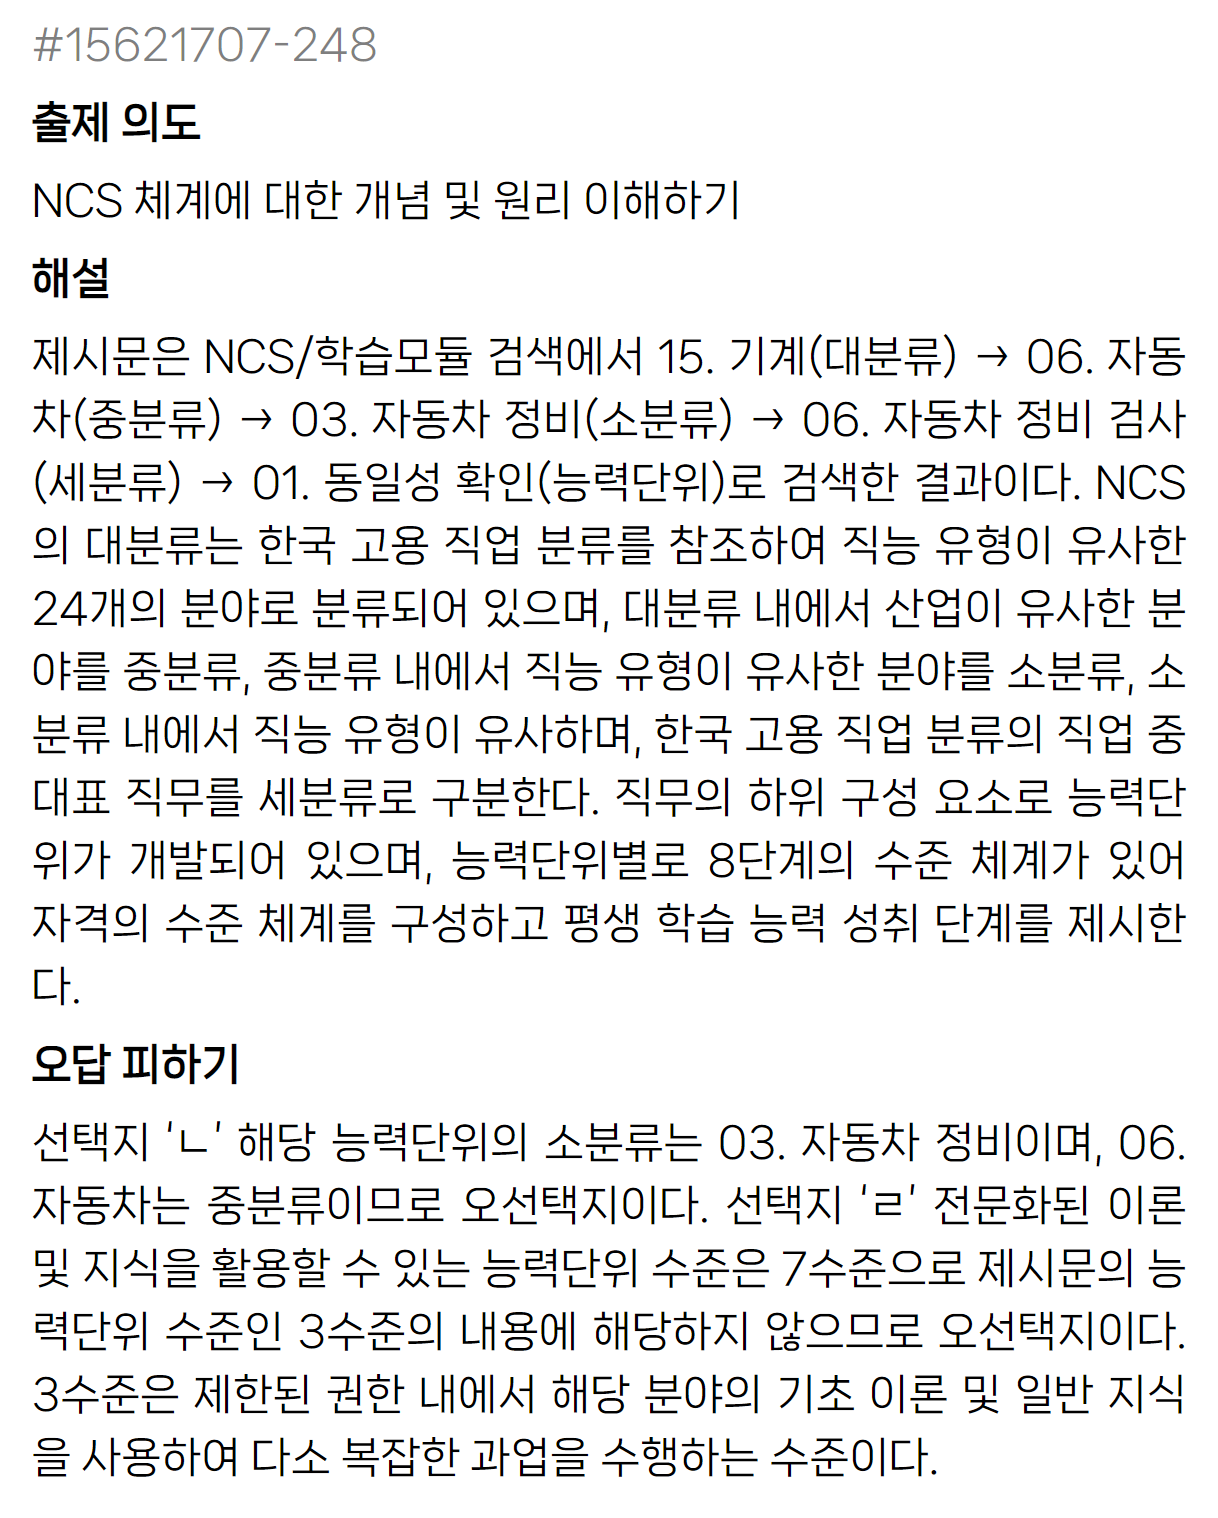 #15621707-248
출제 의도
NCS 체계에 대한 개념 및 원리 이해하기
해설
제시문은 NCS/학습모듈 검색에서 15. 기계(대분류) → 06. 자동
차(중분류) → 03. 자동차 정비(소분류) → 06. 자동차 정비 검사
(세분류) → 01. 동일성 확인(능력단위)로 검색한 결과이다. NCS
의 대분류는 한국 고용 직업 분류를 참조하여 직능 유형이 유사한
24개의 분야로 분류되어 있으며, 대분류 내에서 산업이 유사한 분
야를 중분류, 중분류 내에서 직능 유형이 유사한 분야를 소분류, 소
분류 내에서 직능 유형이 유사하며, 한국 고용 직업 분류의 직업 중
대표 직무를 세분류로 구분한다. 직무의 하위 구성 요소로 능력단
위가 개발되어 있으며, 능력단위별로 8단계의 수준 체계가 있어
자격의 수준 체계를 구성하고 평생 학습 능력 성취 단계를 제시한
다.
오답 피하기
선택지 ‘ㄴ’ 해당 능력단위의 소분류는 03. 자동차 정비이며, 06.
자동차는 중분류이므로 오선택지이다. 선택지 ‘ㄹ’ 전문화된 이론
및 지식을 활용할 수 있는 능력단위 수준은 7수준으로 제시문의 능
력단위 수준인 3수준의 내용에 해당하지 않으므로 오선택지이다.
3수준은 제한된 권한 내에서 해당 분야의 기초 이론 및 일반 지식
을 사용하여 다소 복잡한 과업을 수행하는 수준이다.